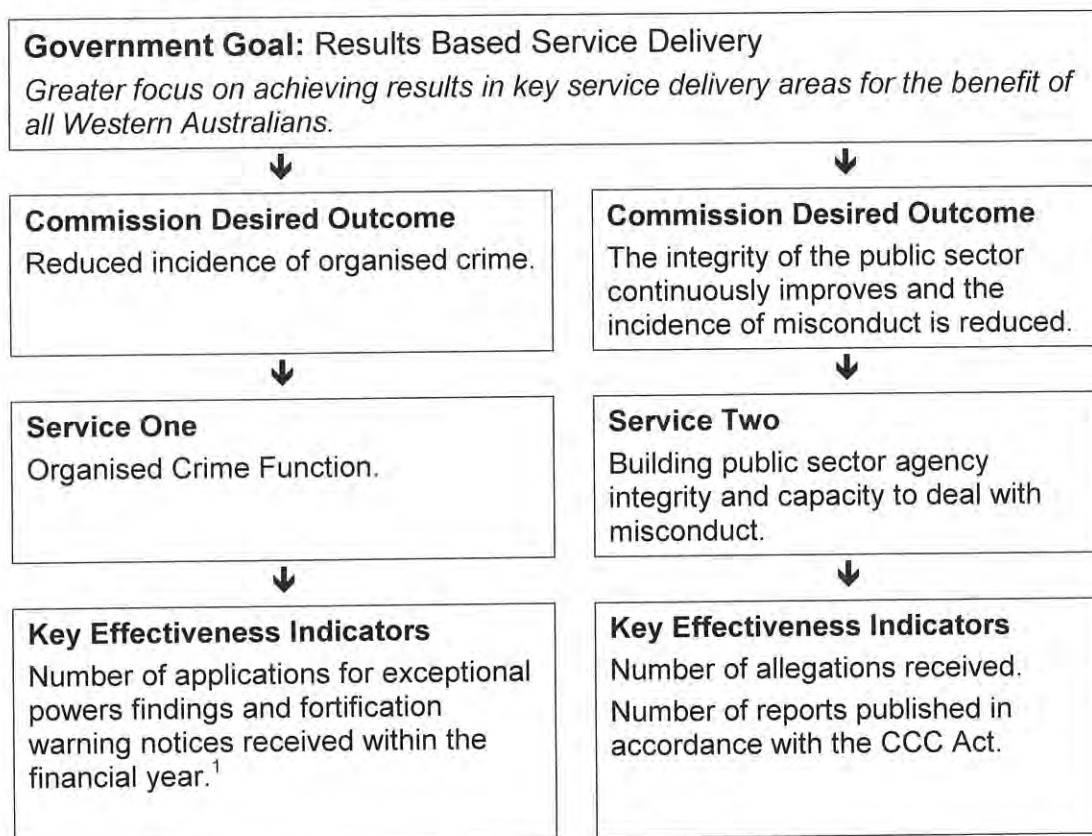 Government Goal: Results Based Service Delivery
Greater focus on achieving results in key service delivery areas for the benefit of
all Western Australians.
Commission Desired Outcome
Reduced incidence of organised crime.
Commission Desired Outcome
The integrity of the public sector
continuously improves and the
incidence of misconduct is reduced.
Service One
Organised Crime Function.
Service Two
Building public sector agency
integrity and capacity to deal with
misconduct.
Key Effectiveness Indicators
Number of applications for exceptional
powers findings and fortification
warning notices received within the
financial year.1
Key Effectiveness Indicators
Number of allegations received.
Number of reports published in
accordance with the CCC Act.